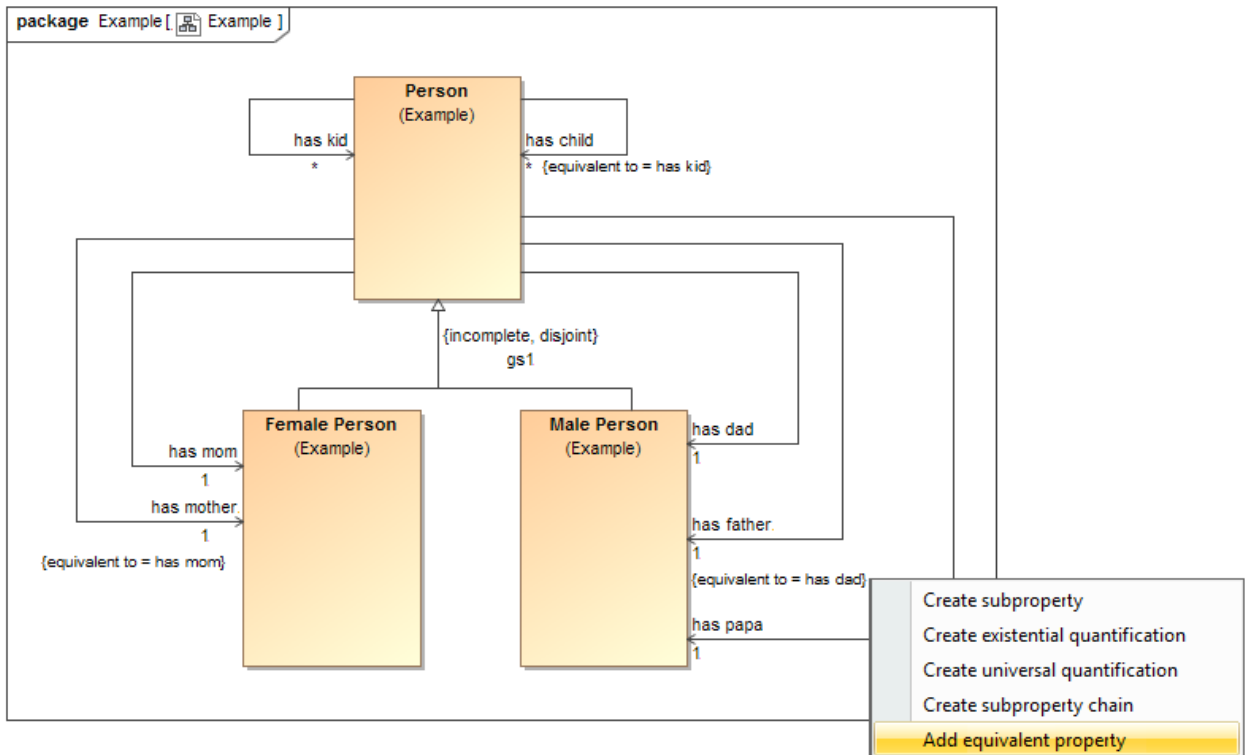 package Example [ Example ]
Person
(Example)
has kid
*
has child
* {equivalent to = has kid}
{incomplete, disjoint}
gs1
Female Person
(Example)
Male Person
(Example)
has mom
1
has mother
1
{equivalent to = has mom}
has dad
1
has father
1
{equivalent to = has dad}
has papa
1
Create subproperty
Create existential quantification
Create universal quantification
Create subproperty chain
Add equivalent property